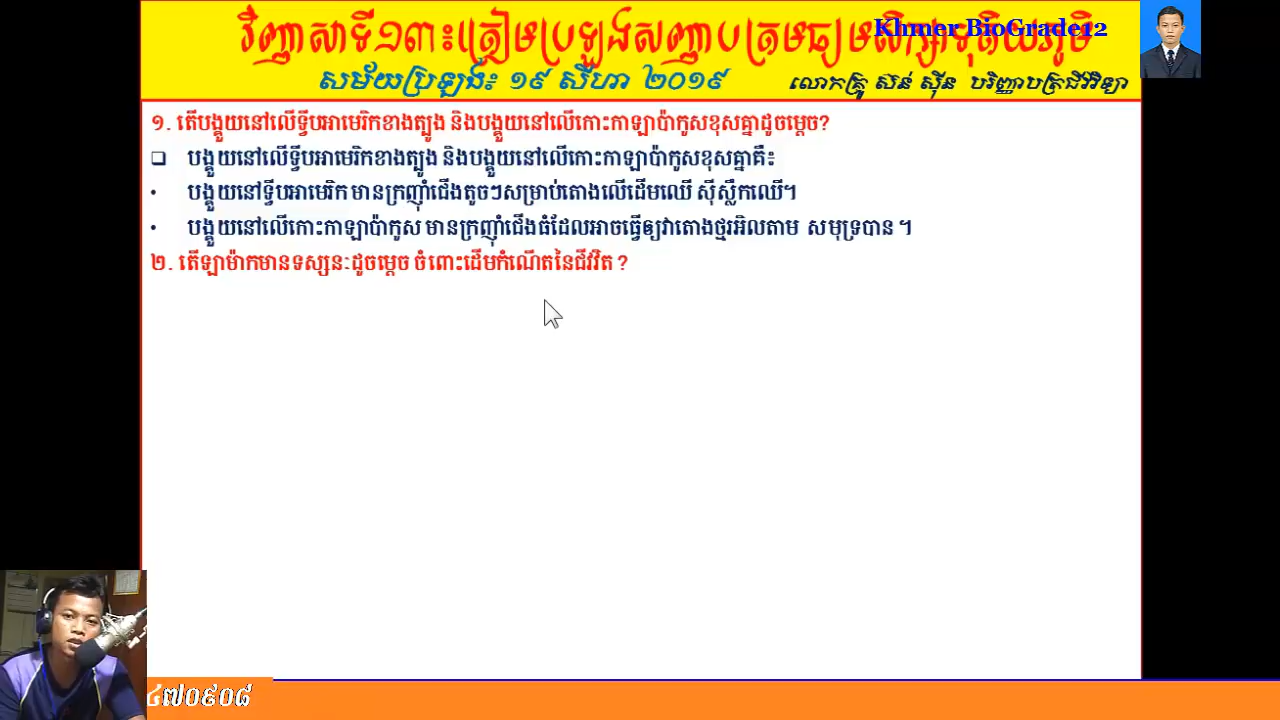 វិញ្ញាសាទី១៣៖ត្រៀមប្រឡងសញ្ញាបត្រមធ្យមសិក្សាទុតិយភូមិ
Khmer BioGrade12
សម័យប្រឡង៖ ១៩ សីហា ២០១៩
លោកគ្រូ ស៊ន់ ស៊ីន បរិញ្ញាបត្រជីវវិទ្យា
១. តើបង្គួយនៅលើទ្វីបអាមេរិកខាងត្បូង និងបង្គួយនៅលើកោះកាឡាប៉ាកូសខុសគ្នាដូចម្តេច?
បង្គួយនៅលើទ្វីបអាមេរិកខាងត្បូង និងបង្គួយនៅលើកោះកាឡាប៉ាកូសខុសគ្នាគឺ៖
• បង្គួយនៅទ្វីបអាមេរិក មានក្រញ៉ាំជើងតូចៗសម្រាប់តោងលើដើមឈើ ស៊ីស្លឹកឈើ។
• បង្គួយនៅលើកោះកាឡាប៉ាកូស មានក្រញ៉ាំជើងធំដែលអាចធ្វើឲ្យវាតោងថ្មរអិលតាម សមុទ្របាន ។
២. តើឡាម៉ាកមានទស្សនៈដូចម្តេច ចំពោះដើមកំណើតនៃជីវិត ?
៤៧០៩០៨